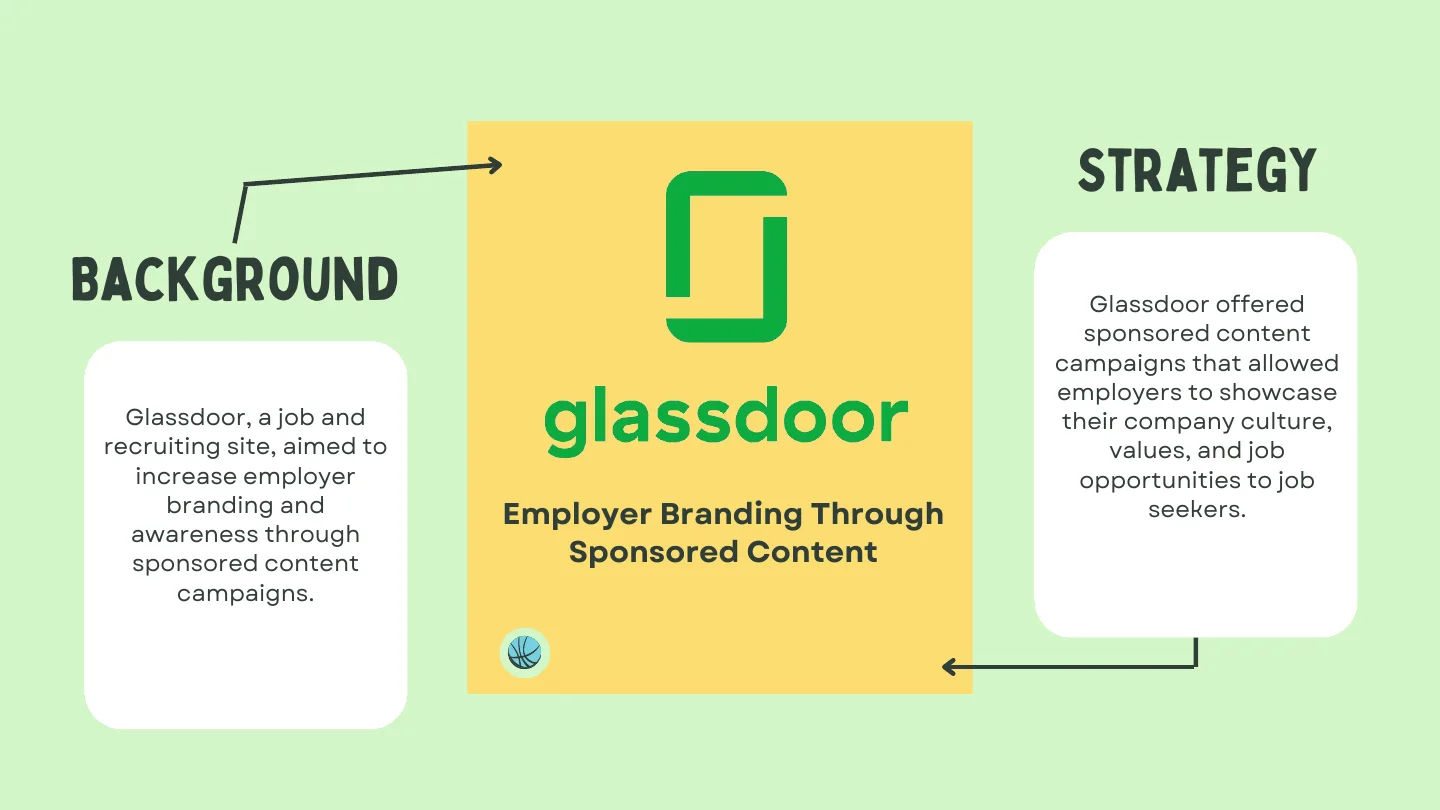 BACKGROUND
Glassdoor, a job and
recruiting site, aimed to
increase employer
branding and
awareness through
sponsored content
campaigns.
glassdoor
Employer Branding Through
Sponsored Content
STRATEGY
Glassdoor offered
sponsored content
campaigns that allowed
employers to showcase
their company culture,
values, and job
opportunities to job
seekers.